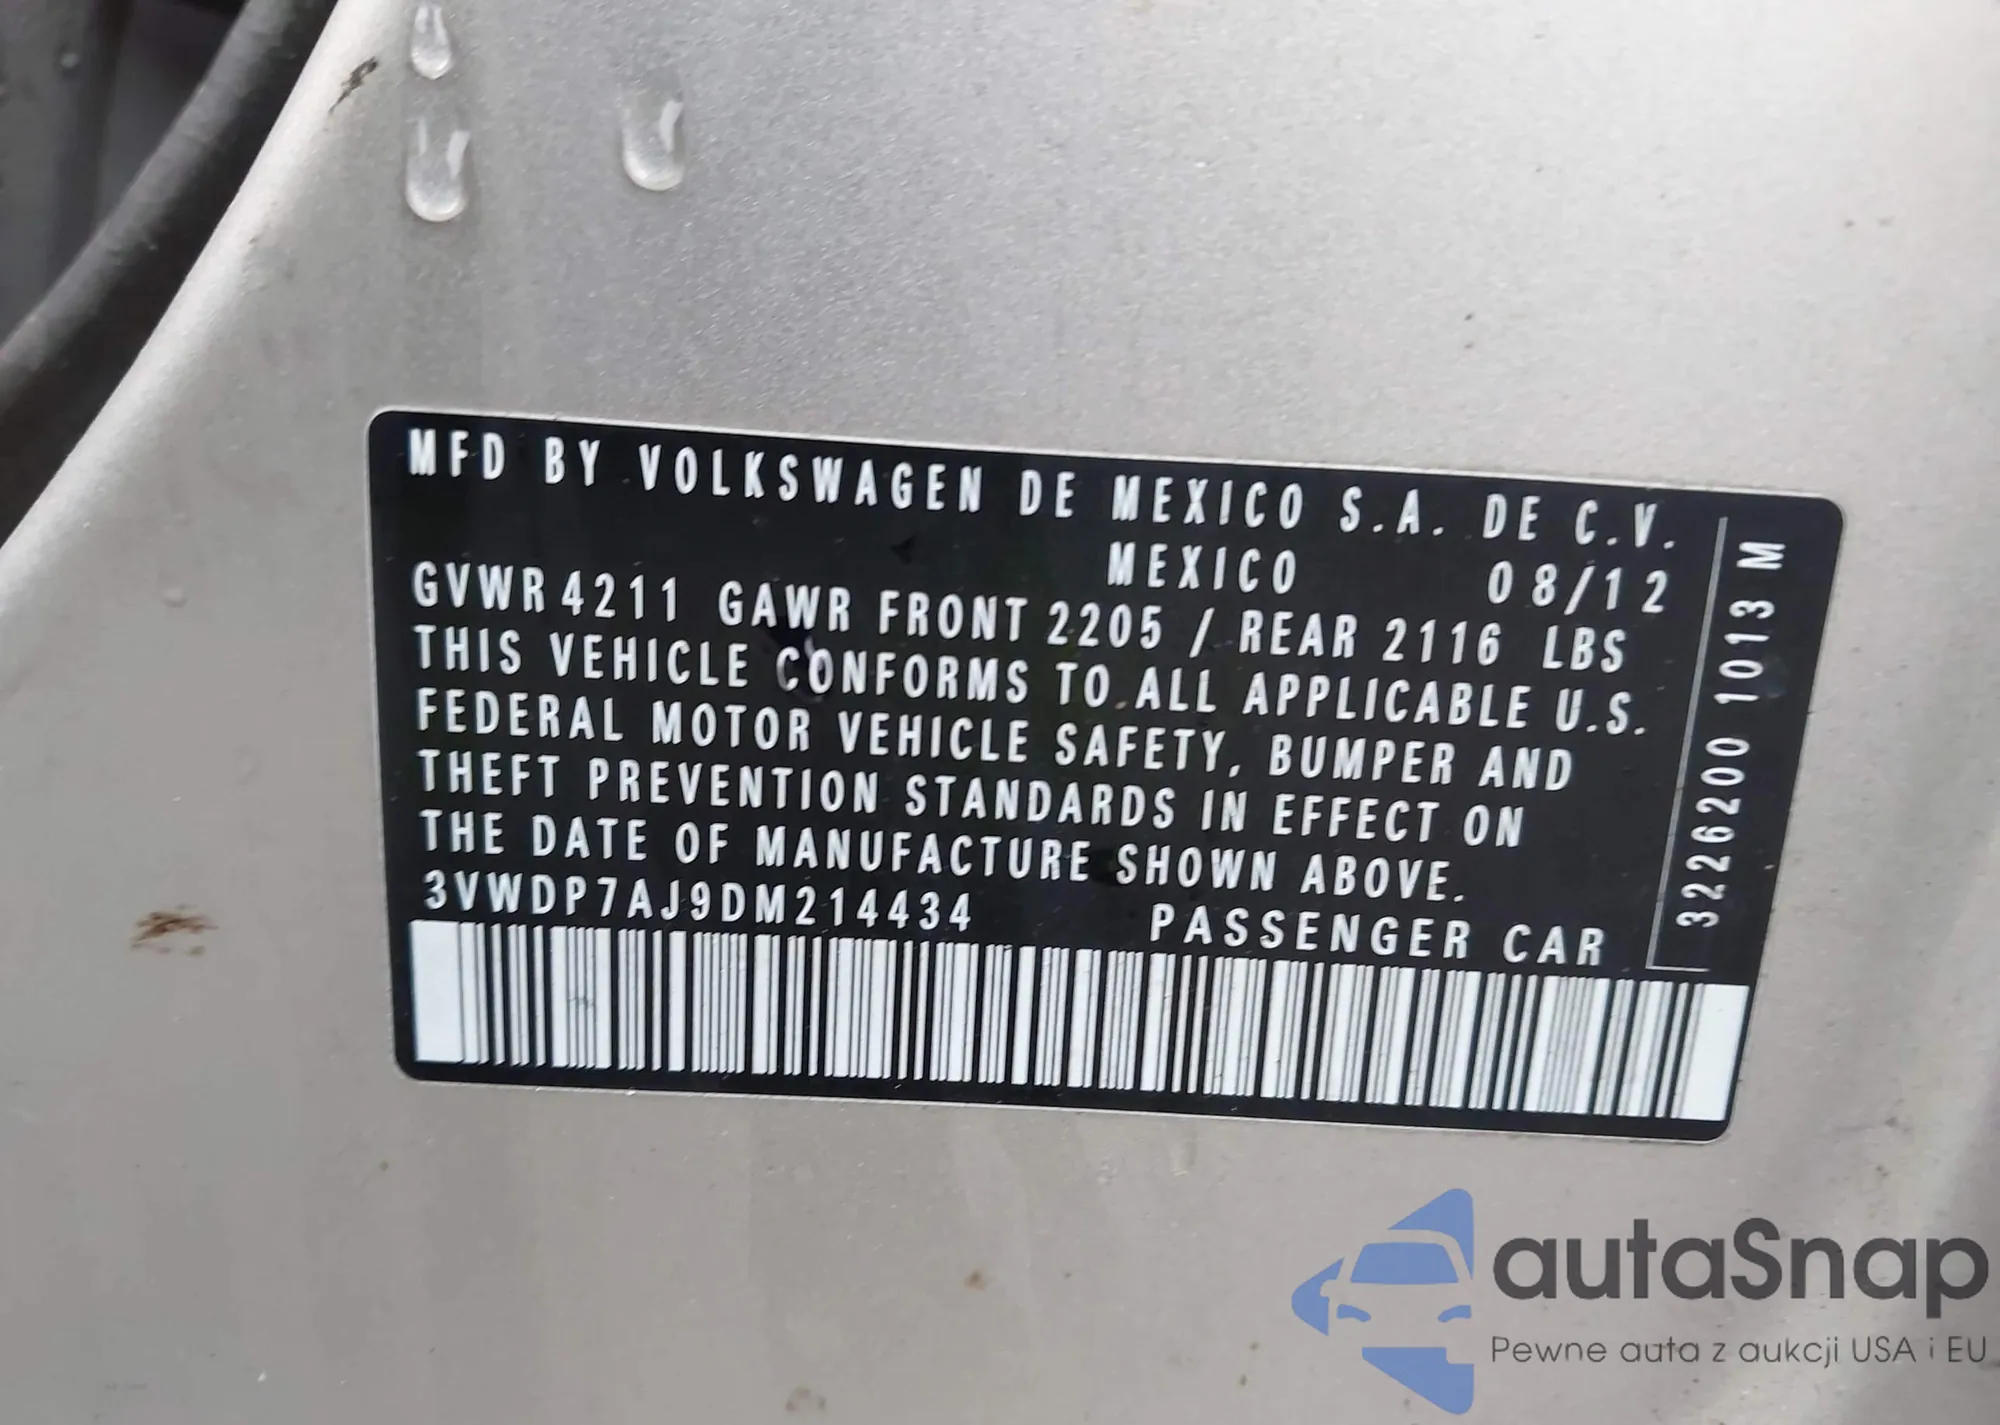 MFD BY VOLKSWAGEN DE MEXICO S.A. DE C.V.
MEXICO 08/12
GVWR 4211 GAWR FRONT 2205 / REAR 2116 LBS
THIS VEHICLE CONFORMS TO ALL APPLICABLE U.S.
FEDERAL MOTOR VEHICLE SAFETY, BUMPER AND
THEFT PREVENTION STANDARDS IN EFFECT ON
THE DATE OF MANUFACTURE SHOWN ABOVE.
3VWDP7AJ9DM214434 PASSENGER CAR
3226200 1013 M
autaSnap
Pewne auta z aukcji USA i EU